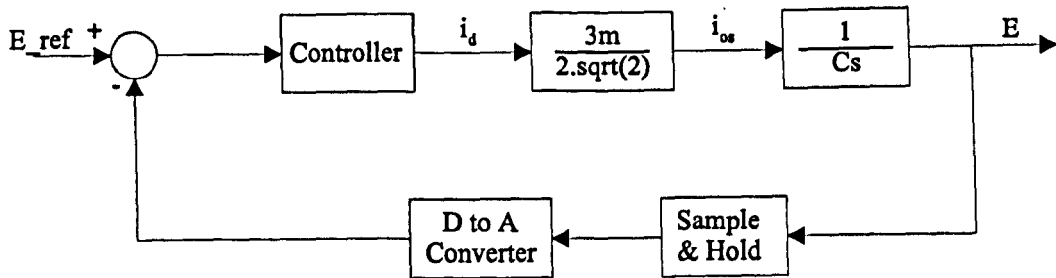 E_ref
+
-
Controller
i_d
3m
2.sqrt(2)
i_os
1
Cs
E
D to A
Converter
Sample
& Hold